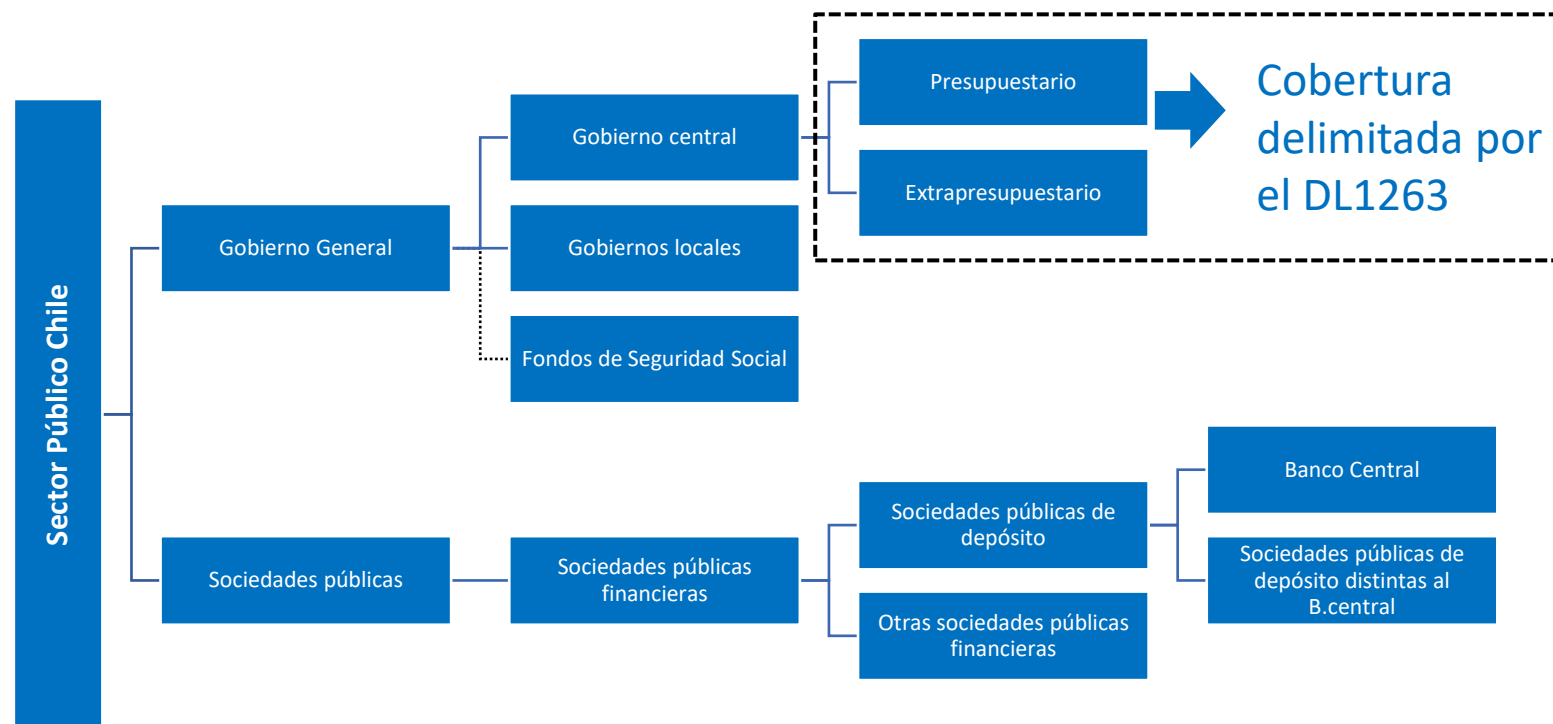 Sector Público Chile
Gobierno General
Gobierno central
Presupuestario
Extrapresupuestario
Cobertura
delimitada por
el DL1263
Gobiernos locales
Fondos de Seguridad Social
Sociedades públicas
Sociedades públicas
financieras
Sociedades públicas de
depósito
Banco Central
Sociedades públicas de
depósito distintas al
B.central
Otras sociedades públicas
financieras